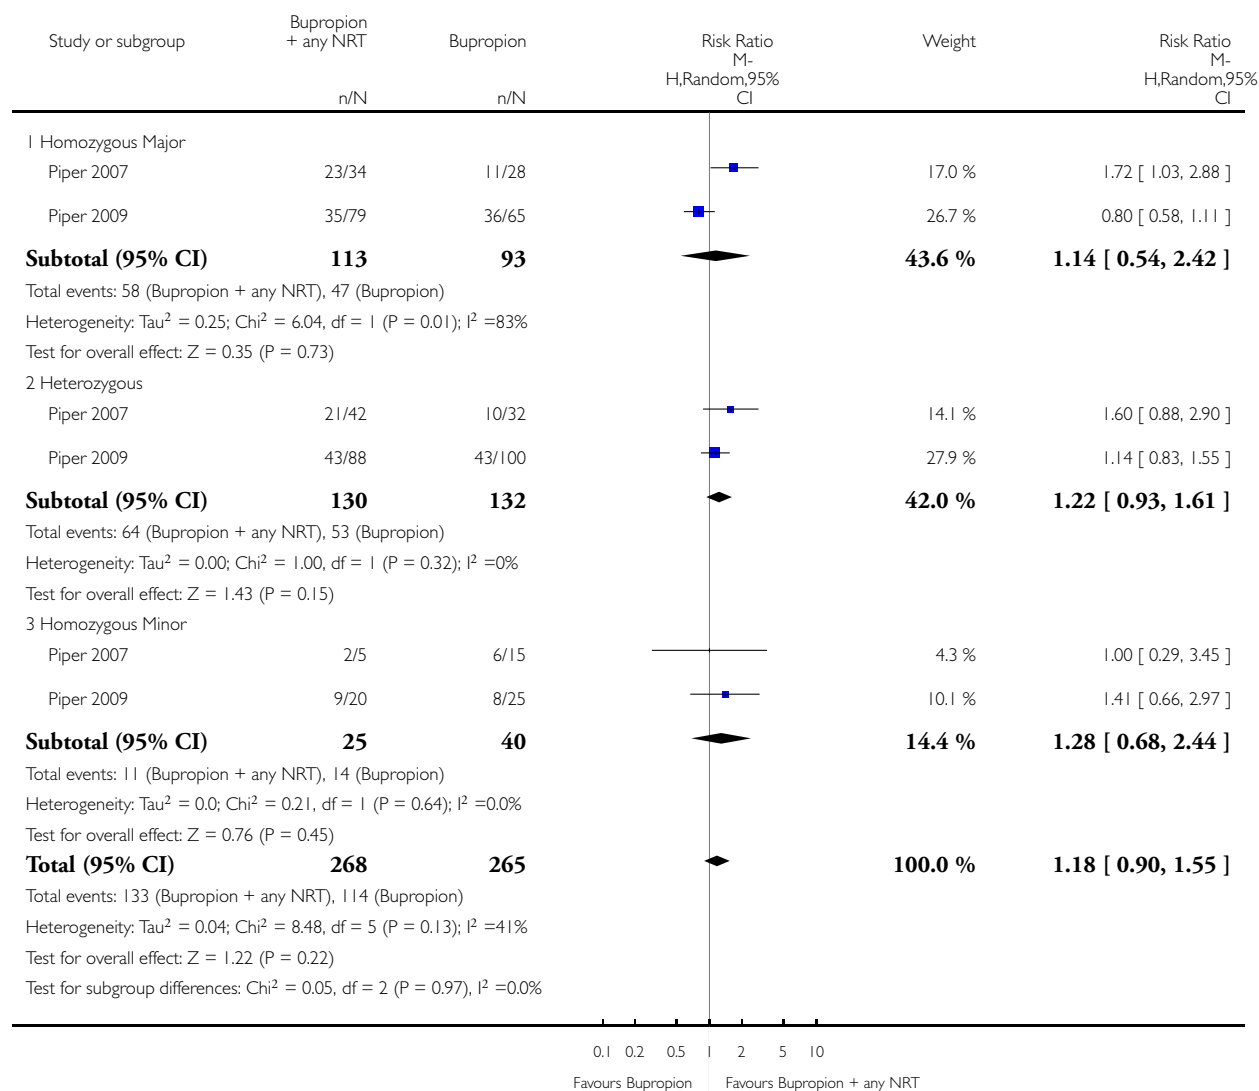 Study or subgroup Bupropion + any NRT Bupropion Risk Ratio Weight Risk Ratio
M-H,Random,95% CI M-H,Random,95% CI
n/N n/N
1 Homozygous Major
Piper 2007 23/34 11/28 17.0 % 1.72 [ 1.03, 2.88 ]
Piper 2009 35/79 36/65 26.7 % 0.80 [ 0.58, 1.11 ]
Subtotal (95% CI) 113 93 43.6 % 1.14 [ 0.54, 2.42 ]
Total events: 58 (Bupropion + any NRT), 47 (Bupropion)
Heterogeneity: Tau² = 0.25; Chi² = 6.04, df = 1 (P = 0.01); I² =83%
Test for overall effect: Z = 0.35 (P = 0.73)
2 Heterozygous
Piper 2007 21/42 10/32 14.1 % 1.60 [ 0.88, 2.90 ]
Piper 2009 43/88 43/100 27.9 % 1.14 [ 0.83, 1.55 ]
Subtotal (95% CI) 130 132 42.0 % 1.22 [ 0.93, 1.61 ]
Total events: 64 (Bupropion + any NRT), 53 (Bupropion)
Heterogeneity: Tau² = 0.00; Chi² = 1.00, df = 1 (P = 0.32); I² =0%
Test for overall effect: Z = 1.43 (P = 0.15)
3 Homozygous Minor
Piper 2007 2/5 6/15 4.3 % 1.00 [ 0.29, 3.45 ]
Piper 2009 9/20 8/25 10.1 % 1.41 [ 0.66, 2.97 ]
Subtotal (95% CI) 25 40 14.4 % 1.28 [ 0.68, 2.44 ]
Total events: 11 (Bupropion + any NRT), 14 (Bupropion)
Heterogeneity: Tau² = 0.0; Chi² = 0.21, df = 1 (P = 0.64); I² =0.0%
Test for overall effect: Z = 0.76 (P = 0.45)
Total (95% CI) 268 265 100.0 % 1.18 [ 0.90, 1.55 ]
Total events: 133 (Bupropion + any NRT), 114 (Bupropion)
Heterogeneity: Tau² = 0.04; Chi² = 8.48, df = 5 (P = 0.13); I² =41%
Test for overall effect: Z = 1.22 (P = 0.22)
Test for subgroup differences: Chi² = 0.05, df = 2 (P = 0.97), I² =0.0%
0.1 0.2 0.5 1 2 5 10
Favours Bupropion Favours Bupropion + any NRT